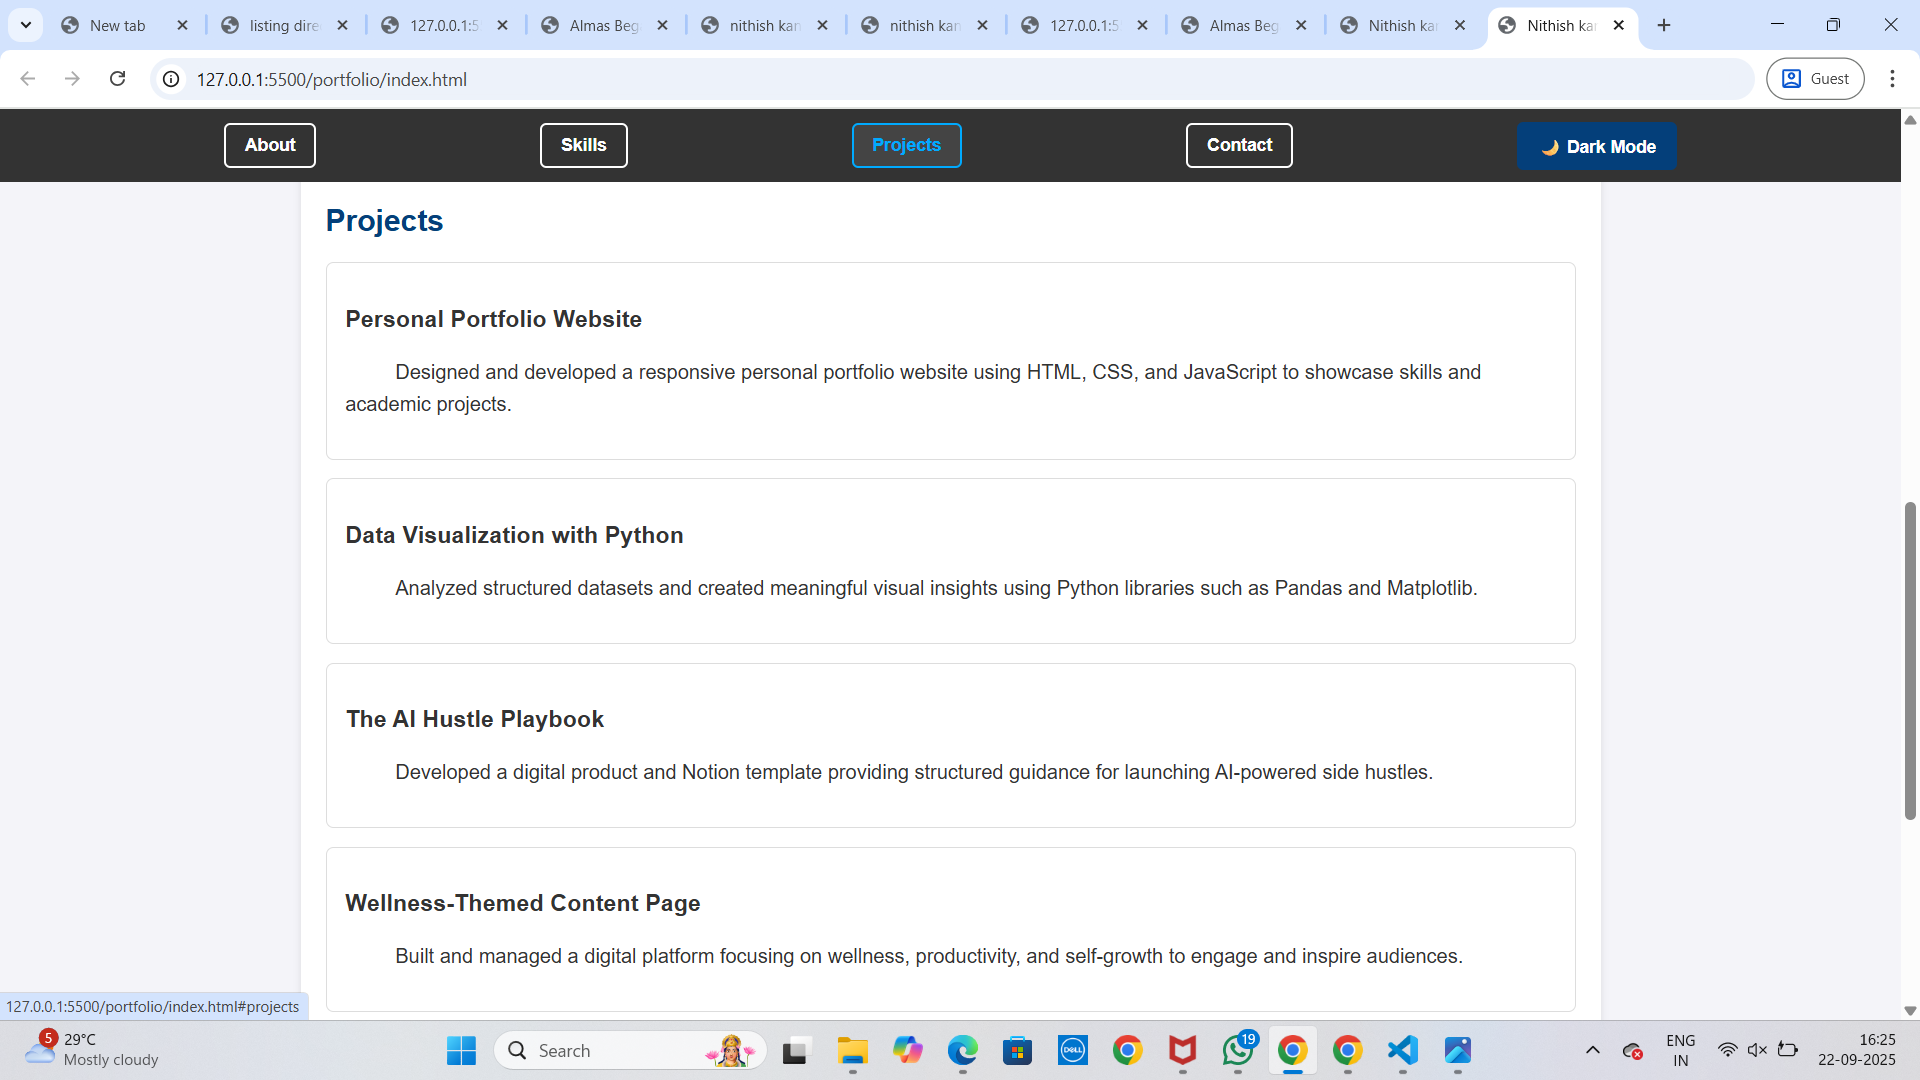 New tab
listing dire
127.0.0.1:5
Almas Beg
nithish kan
nithish kan
127.0.0.1:5
Almas Beg
Nithish kar
Nithish kar
127.0.0.1:5500/portfolio/index.html
Guest
About
Skills
Projects
Contact
🌙 Dark Mode
Projects
Personal Portfolio Website
Designed and developed a responsive personal portfolio website using HTML, CSS, and JavaScript to showcase skills and
academic projects.
Data Visualization with Python
Analyzed structured datasets and created meaningful visual insights using Python libraries such as Pandas and Matplotlib.
The AI Hustle Playbook
Developed a digital product and Notion template providing structured guidance for launching AI-powered side hustles.
Wellness-Themed Content Page
Built and managed a digital platform focusing on wellness, productivity, and self-growth to engage and inspire audiences.
127.0.0.1:5500/portfolio/index.html#projects
5
29°C
Mostly cloudy
Search
DELL
19
ENG
IN
16:25
22-09-2025